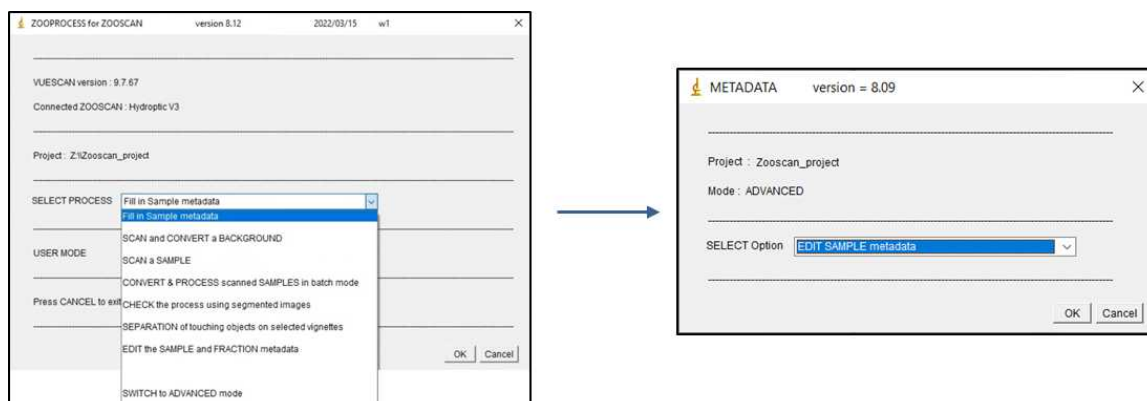 ZOOPROCESS for ZOOSCAN version 8.12 2022/03/15 w1
VUESCAN version : 9.7.67
Connected ZOOSCAN : Hydroptic V3
Project : Z:\\Zooscan_project
SELECT PROCESS Fill in Sample metadata
Fill in Sample metadata
SCAN and CONVERT a BACKGROUND
USER MODE
SCAN a SAMPLE
CONVERT & PROCESS scanned SAMPLES in batch mode
Press CANCEL to exit
CHECK the process using segmented images
SEPARATION of touching objects on selected vignettes
EDIT the SAMPLE and FRACTION metadata
OK Cancel
SWITCH to ADVANCED mode
METADATA version = 8.09
Project : Zooscan_project
Mode : ADVANCED
SELECT Option EDIT SAMPLE metadata
OK Cancel